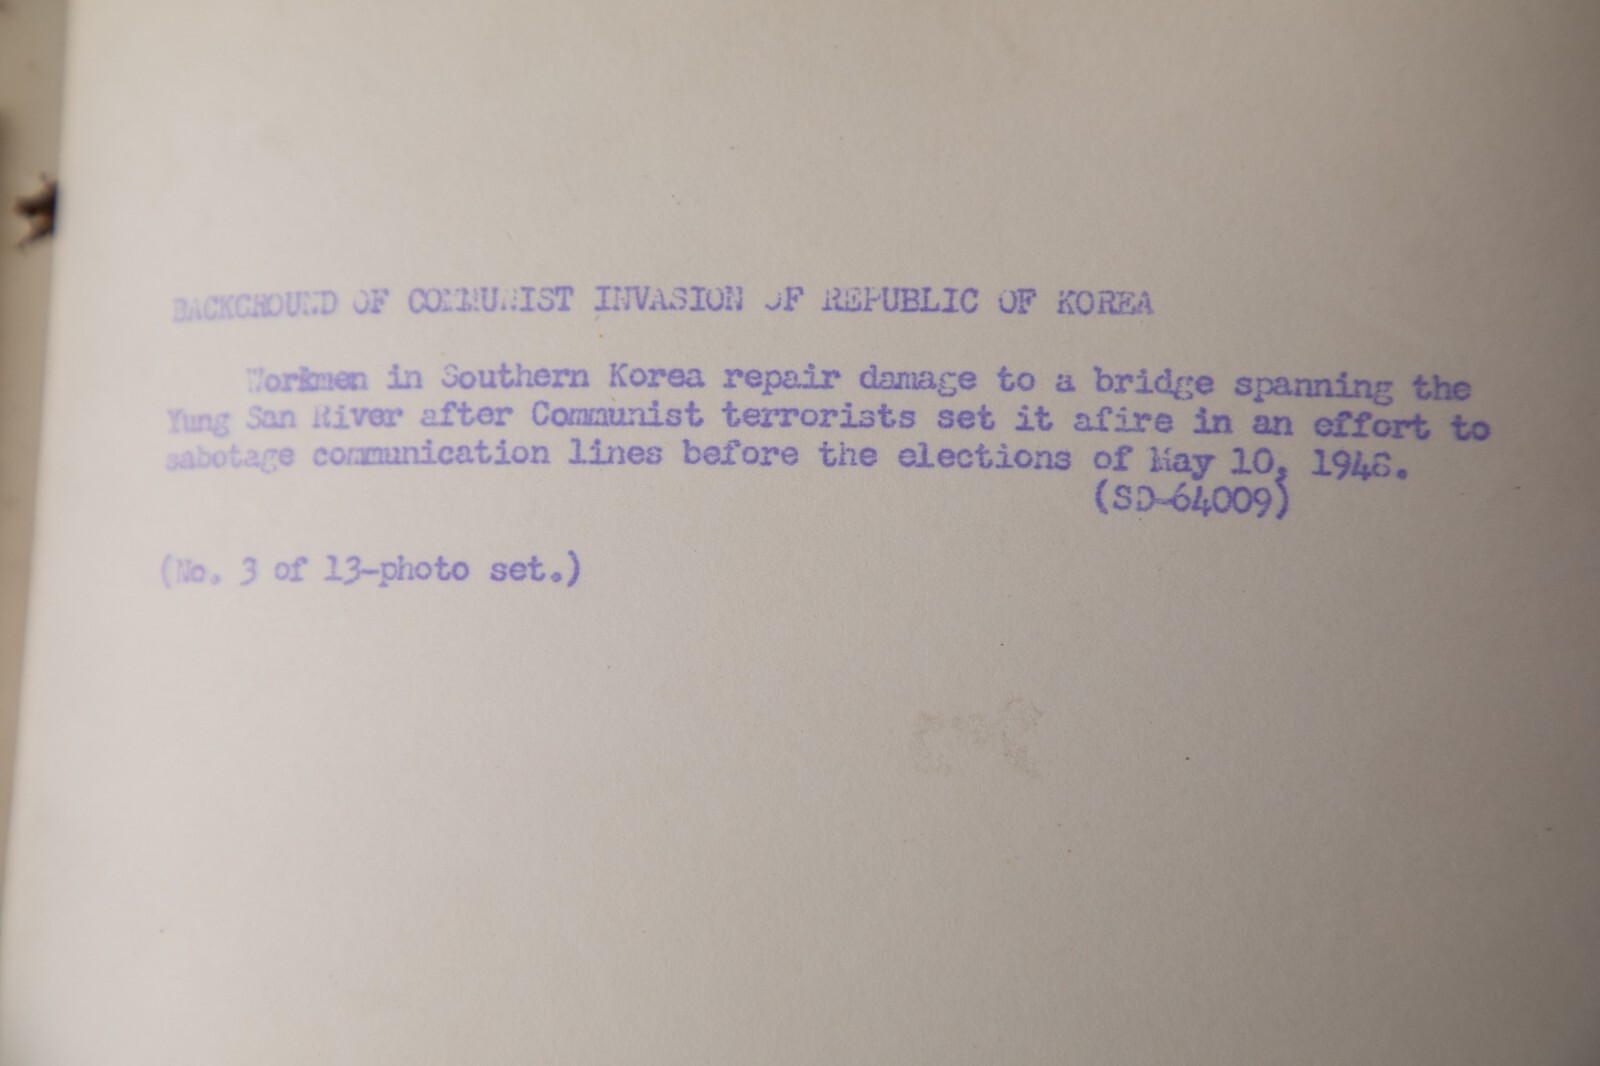 BACKGROUND OF COMMUNIST INVASION OF REPUBLIC OF KOREA
Workmen in Southern Korea repair damage to a bridge spanning the
Yung San River after Communist terrorists set it afire in an effort to
sabotage communication lines before the elections of May 10, 1948.
(SD-64009)
(No. 3 of 13-photo set.)